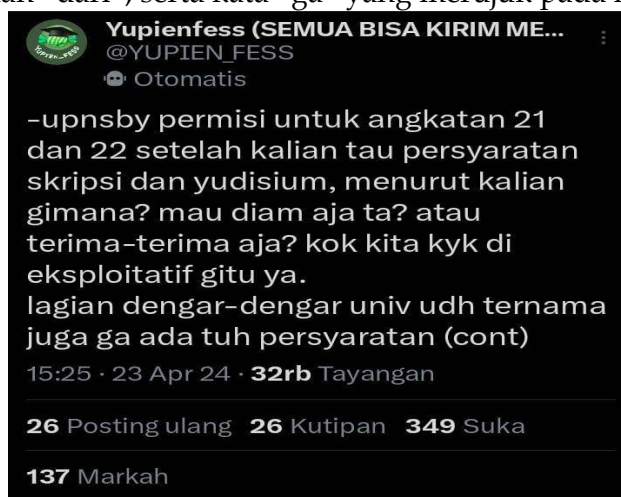 Yupienfess (SEMUA BISA KIRIM ME...
@YUPIEN_FESS
Otomatis
-upnsby permisi untuk angkatan 21
dan 22 setelah kalian tau persyaratan
skripsi dan yudisium, menurut kalian
gimana? mau diam aja ta? atau
terima-terima aja? kok kita kyk di
eksploitatif gitu ya.
lagian dengar-dengar univ udh ternama
juga ga ada tuh persyaratan (cont)
15:25 · 23 Apr 24 · 32rb Tayangan
26 Posting ulang 26 Kutipan 349 Suka
137 Markah